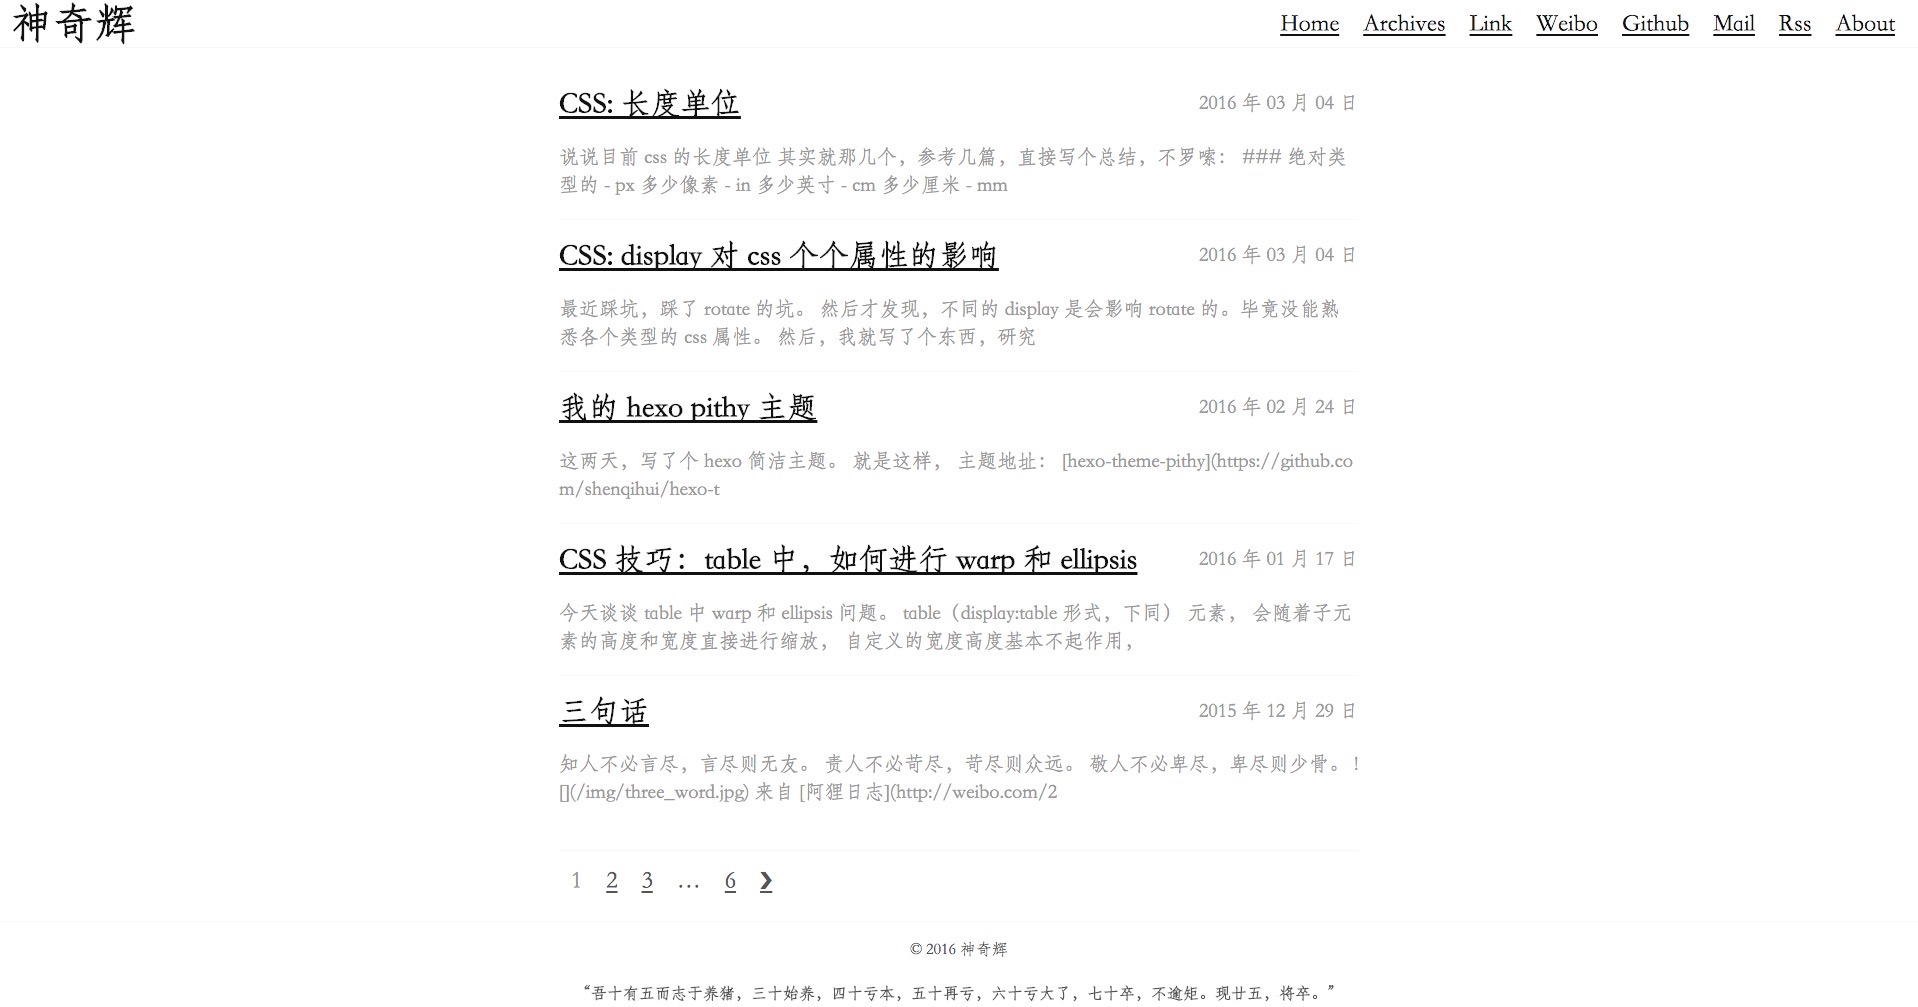 神奇辉
Home Archives Link Weibo Github Mail Rss About
CSS: 长度单位 2016 年 03 月 04 日
说说目前 css 的长度单位 其实就那几个，参考几篇，直接写个总结，不罗嗦： ### 绝对类
型的 - px 多少像素 - in 多少英寸 - cm 多少厘米 - mm
CSS: display 对 css 个个属性的影响 2016 年 03 月 04 日
最近踩坑，踩了 rotate 的坑。 然后才发现，不同的 display 是会影响 rotate 的。毕竟没能熟
悉各个类型的 css 属性。 然后，我就写了个东西，研究
我的 hexo pithy 主题 2016 年 02 月 24 日
这两天，写了个 hexo 简洁主题。 就是这样， 主题地址： [hexo-theme-pithy](https://github.co
m/shenqihui/hexo-t
CSS 技巧：table 中，如何进行 warp 和 ellipsis 2016 年 01 月 17 日
今天谈谈 table 中 warp 和 ellipsis 问题。 table（display:table 形式，下同） 元素， 会随着子元
素的高度和宽度直接进行缩放， 自定义的宽度高度基本不起作用，
三句话 2015 年 12 月 29 日
知人不必言尽，言尽则无友。 责人不必苛尽，苛尽则众远。 敬人不必卑尽，卑尽则少骨。 !
[](/img/three_word.jpg) 来自 [阿狸日志](http://weibo.com/2
1 2 3 … 6 ❯
© 2016 神奇辉
“吾十有五而志于养猪，三十始养，四十亏本，五十再亏，六十亏大了，七十卒，不逾矩。现廿五，将卒。”